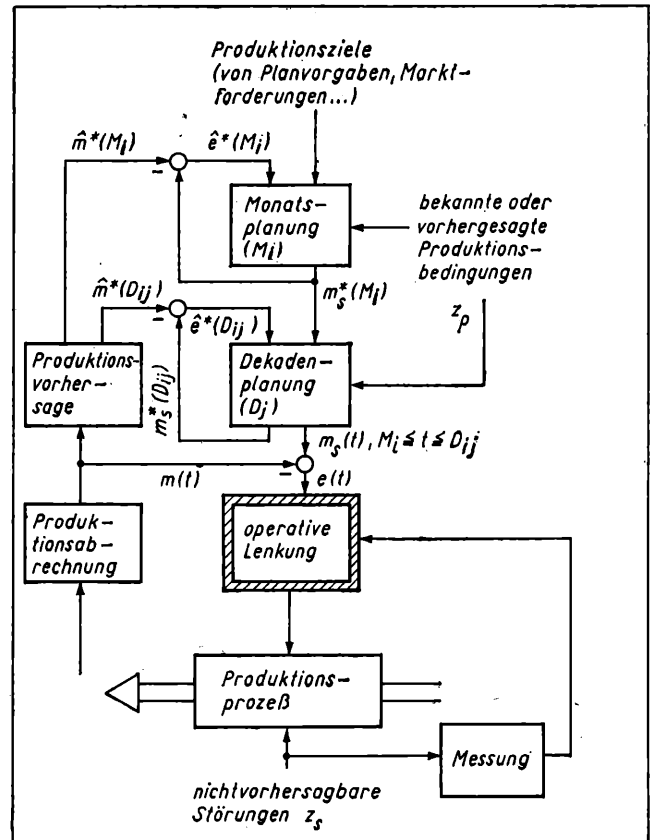 Produktionsziele
(von Planvorgaben, Markt-
forderungen...)
m̂*(Mi)
ê*(Mi)
–
Monats-
planung
(Mi)
bekannte oder
vorhergesagte
Produktions-
bedingungen
m̂*(Dij)
ms*(Mi)
–
ê*(Dij)
zp
Produktions-
vorher-
sage
ms*(Dij)
Dekaden-
planung
(Dj)
ms(t), Mi ≦ t ≦ Dij
–
m(t)
e(t)
Produk-
tionsab-
rechnung
operative
Lenkung
Produktions-
prozeß
Messung
nichtvorhersagbare
Störungen zs